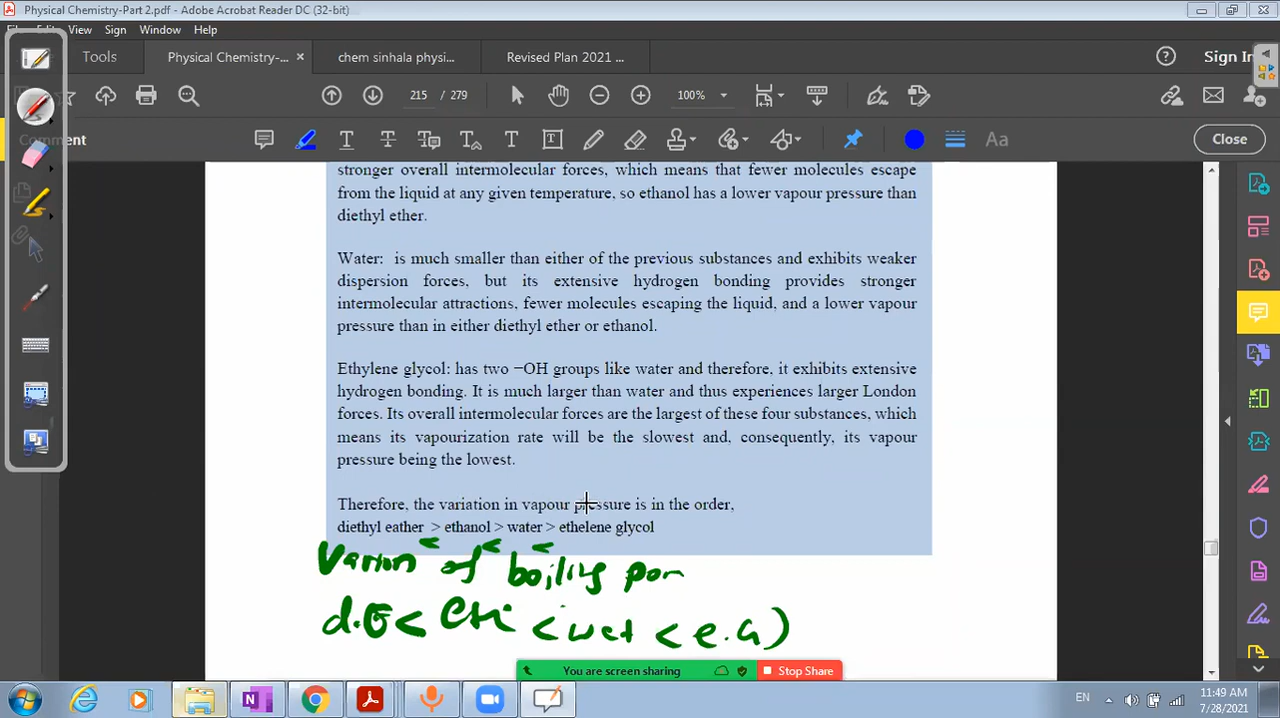 Physical Chemistry-Part 2.pdf - Adobe Acrobat Reader DC (32-bit)
View Sign Window Help
Tools Physical Chemistry-... × chem sinhala physi... Revised Plan 2021 ... Sign In
215 / 279 100%
Comment Close
stronger overall intermolecular forces, which means that fewer molecules escape
from the liquid at any given temperature, so ethanol has a lower vapour pressure than
diethyl ether.
Water: is much smaller than either of the previous substances and exhibits weaker
dispersion forces, but its extensive hydrogen bonding provides stronger
intermolecular attractions, fewer molecules escaping the liquid, and a lower vapour
pressure than in either diethyl ether or ethanol.
Ethylene glycol: has two −OH groups like water and therefore, it exhibits extensive
hydrogen bonding. It is much larger than water and thus experiences larger London
forces. Its overall intermolecular forces are the largest of these four substances, which
means its vapourization rate will be the slowest and, consequently, its vapour
pressure being the lowest.
Therefore, the variation in vapour pressure is in the order,
diethyl eather > ethanol > water > ethelene glycol
< < <
of boiling
< < <
You are screen sharing Stop Share
EN 11:49 AM
7/28/2021